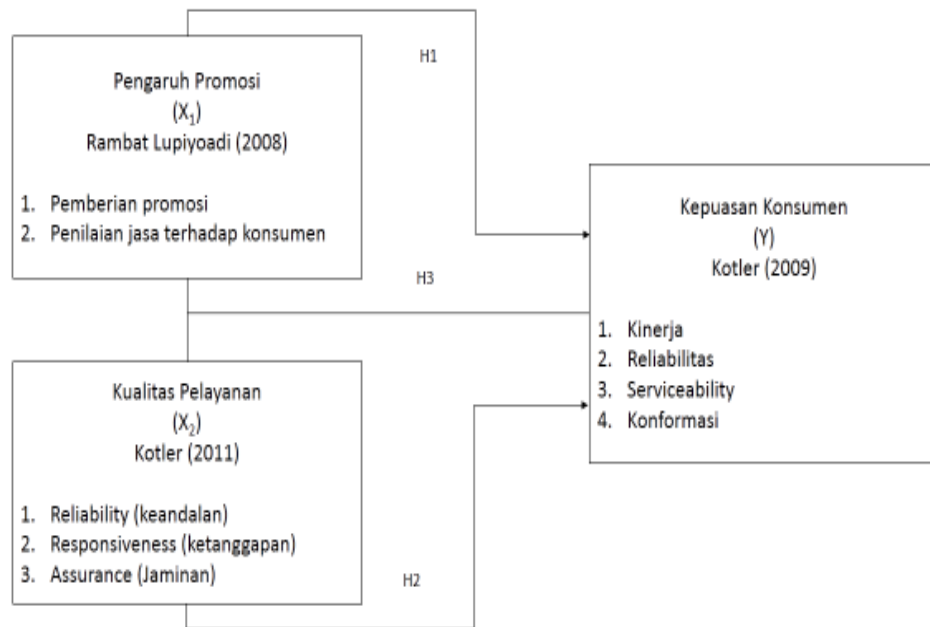 Pengaruh Promosi
(X₁)
Rambat Lupiyoadi (2008)
1. Pemberian promosi
2. Penilaian jasa terhadap konsumen
H1
H3
Kepuasan Konsumen
(Y)
Kotler (2009)
1. Kinerja
2. Reliabilitas
3. Serviceability
4. Konformasi
Kualitas Pelayanan
(X₂)
Kotler (2011)
1. Reliability (keandalan)
2. Responsiveness (ketanggapan)
3. Assurance (Jaminan)
H2